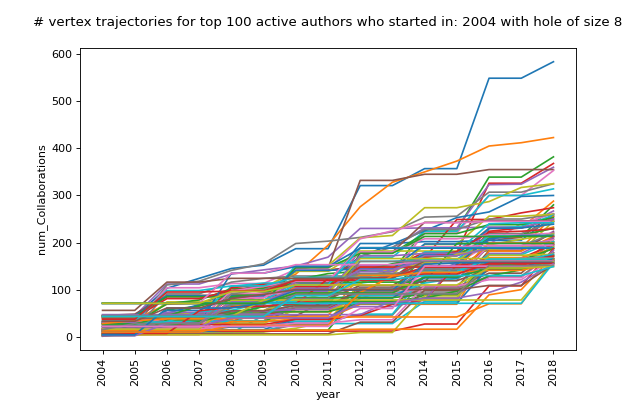 # vertex trajectories for top 100 active authors who started in: 2004 with hole of size 8
600
500
400
300
200
100
0
num_Collaborations
2004 2005 2006 2007 2008 2009 2010 2011 2012 2013 2014 2015 2016 2017 2018
year